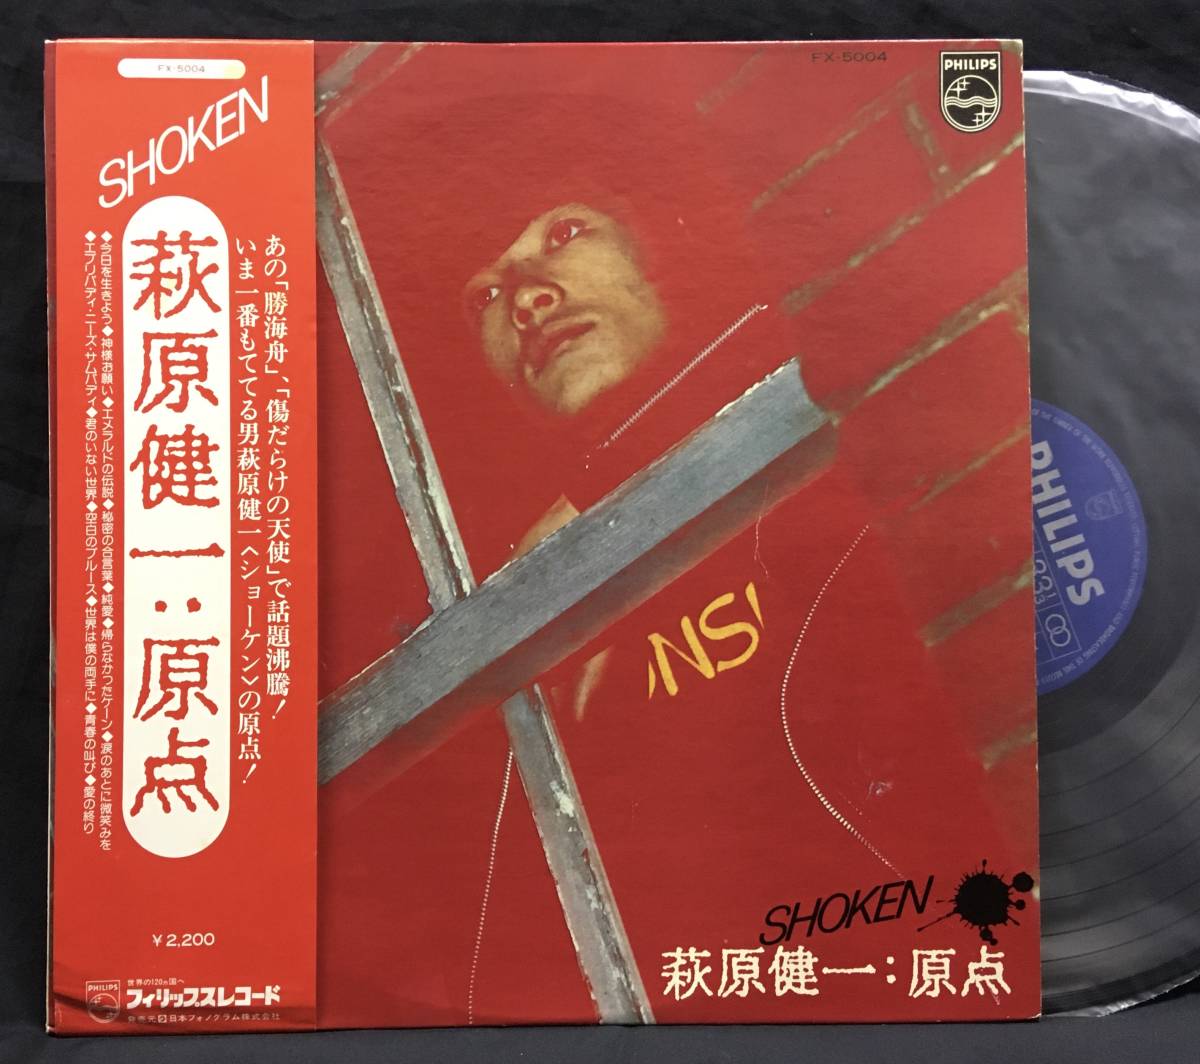 FX-5004
SHOKEN
萩原健一:原点
あの「勝海舟」、「傷だらけの天使」で話題沸騰!
いま一番もててる男萩原健一<ショーケン>の原点!
◆今日を生きよう◆神様お願い◆エメラルドの伝説◆秘密の合言葉◆純愛◆帰らなかったケーン◆涙のあとに微笑みを
◆エブリバディ・ニーズ・サムバディ◆君のいない世界◆空白のブルース◆世界は僕の両手に◆青春の叫び◆愛の終り
¥2,200
PHILIPS
世界の120カ国へ
フィリップスレコード
発売元 日本フォノグラム株式会社
FX-5004
PHILIPS
NS
SHOKEN
萩原健一:原点
PHILIPS
33 1/3